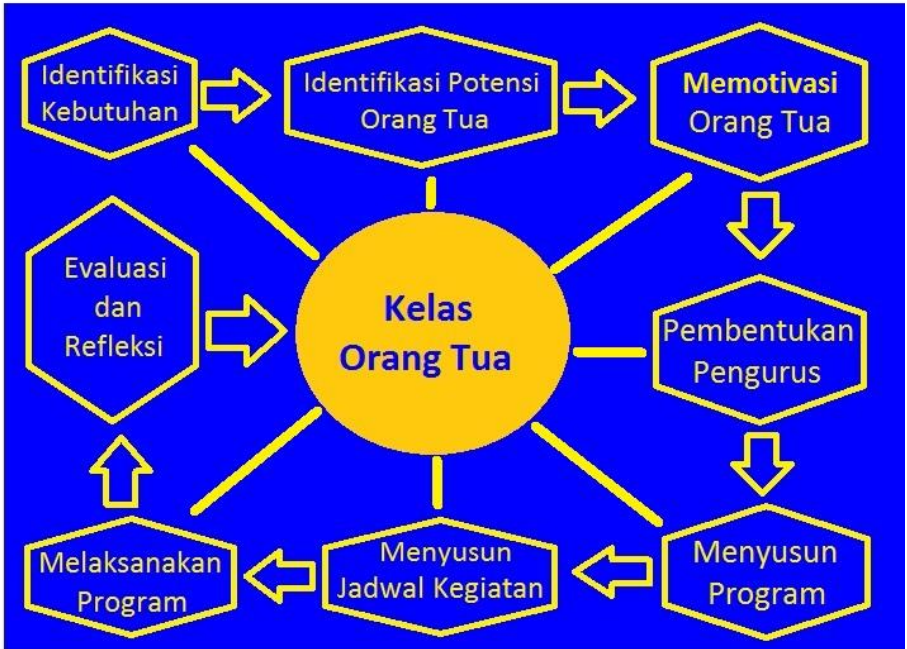 Identifikasi
Kebutuhan
Identifikasi Potensi
Orang Tua
Memotivasi
Orang Tua
Evaluasi
dan
Refleksi
Kelas
Orang Tua
Pembentukan
Pengurus
Melaksanakan
Program
Menyusun
Jadwal Kegiatan
Menyusun
Program